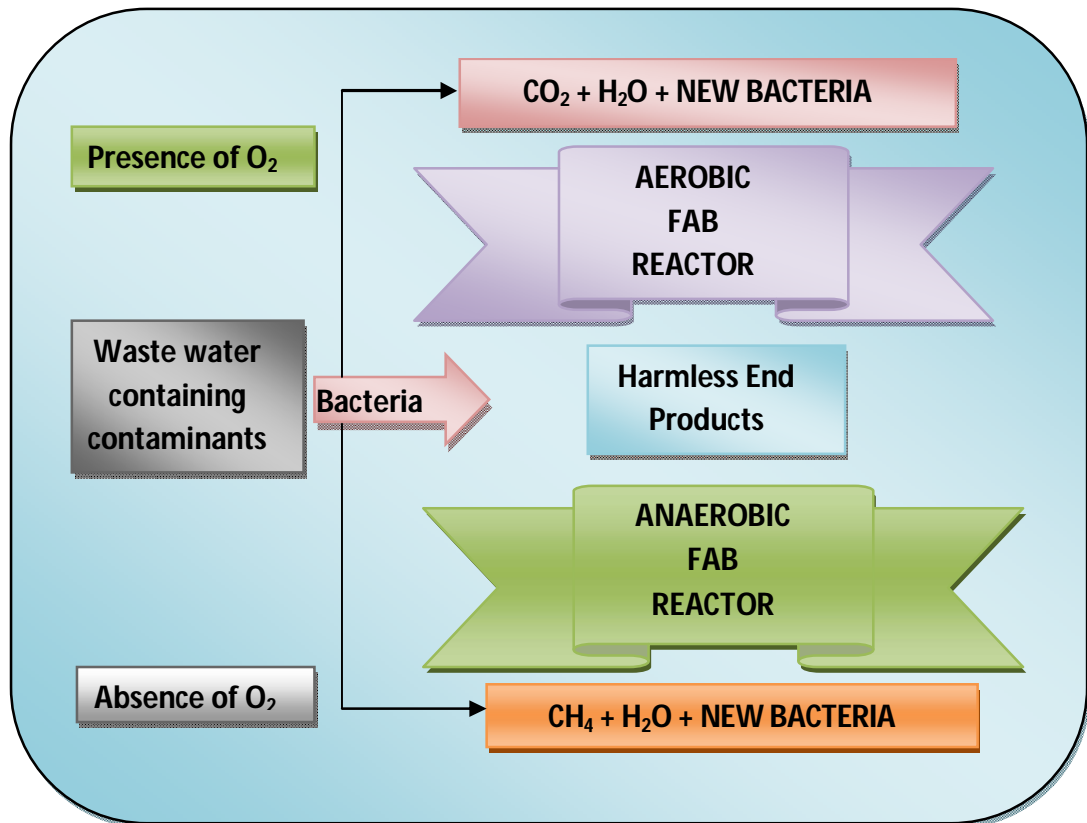 CO₂ + H₂O + NEW BACTERIA
Presence of O₂
AEROBIC
FAB
REACTOR
Waste water
containing
contaminants
Bacteria
Harmless End
Products
ANAEROBIC
FAB
REACTOR
Absence of O₂
CH₄ + H₂O + NEW BACTERIA